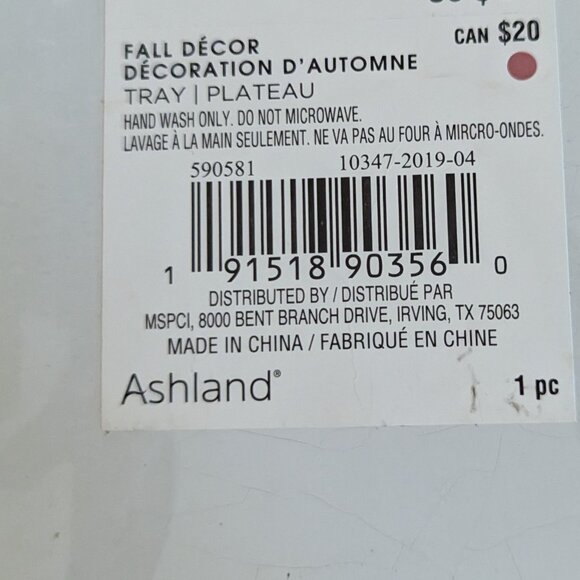 CAN $20
FALL DÉCOR
DÉCORATION D'AUTOMNE
TRAY | PLATEAU
HAND WASH ONLY. DO NOT MICROWAVE.
LAVAGE À LA MAIN SEULEMENT. NE VA PAS AU FOUR À MIRCRO-ONDES.
590581 10347-2019-04
1 91518 90356 0
DISTRIBUTED BY / DISTRIBUÉ PAR
MSPCI, 8000 BENT BRANCH DRIVE, IRVING, TX 75063
MADE IN CHINA / FABRIQUÉ EN CHINE
Ashland® 1 pc